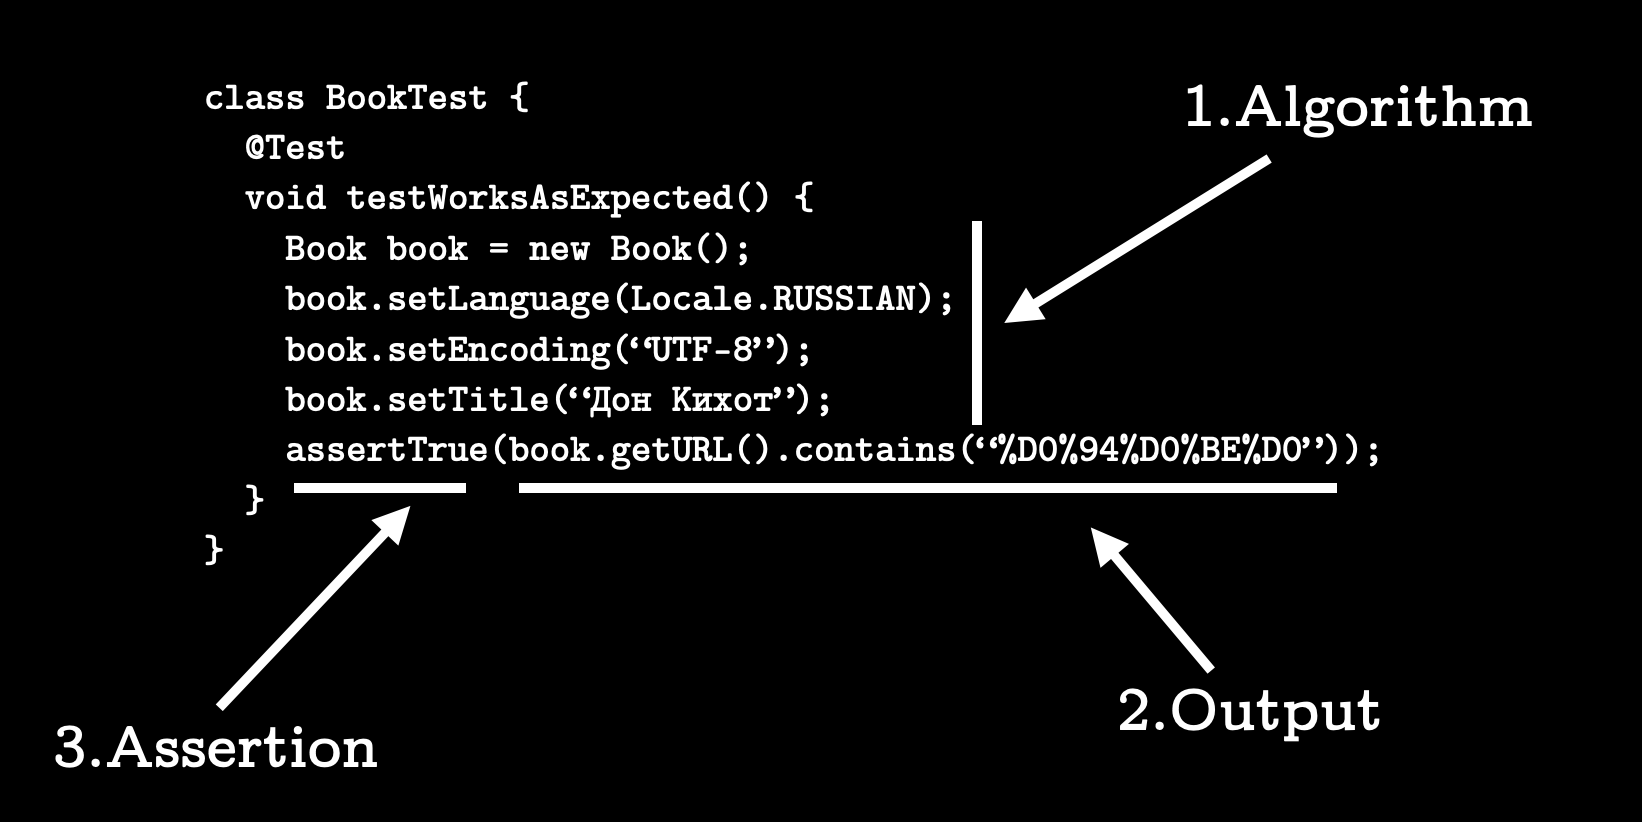 class BookTest {
@Test
void testWorksAsExpected() {
Book book = new Book();
book.setLanguage(Locale.RUSSIAN);
book.setEncoding(“UTF-8”);
book.setTitle(“Дон Кихот”);
assertTrue(book.getURL().contains(“%D0%94%D0%BE%D0”));
}
}
1.Algorithm
2.Output
3.Assertion